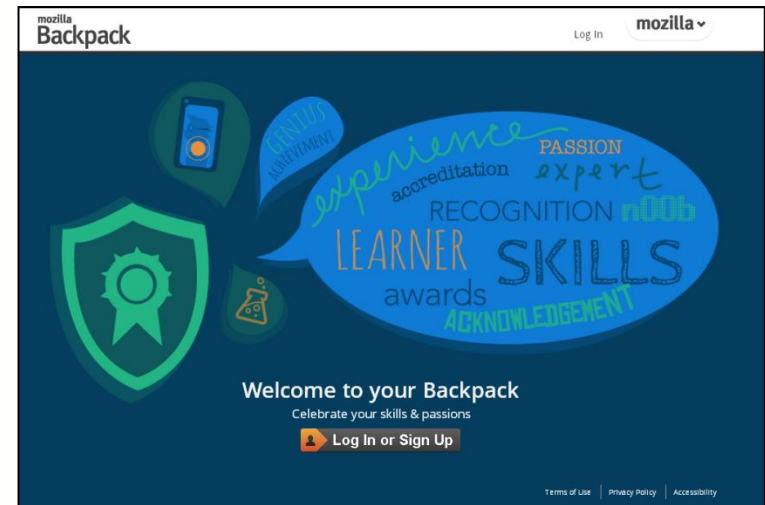 mozilla
Backpack
Log In
mozilla
GENIUS
ACHIEVEMENT
experience
PASSION
accreditation
expert
RECOGNITION n00b
LEARNER
SKILLS
awards
ACKNOWLEDGEMENT
Welcome to your Backpack
Celebrate your skills & passions
Log In or Sign Up
Terms of Use | Privacy Policy | Accessibility